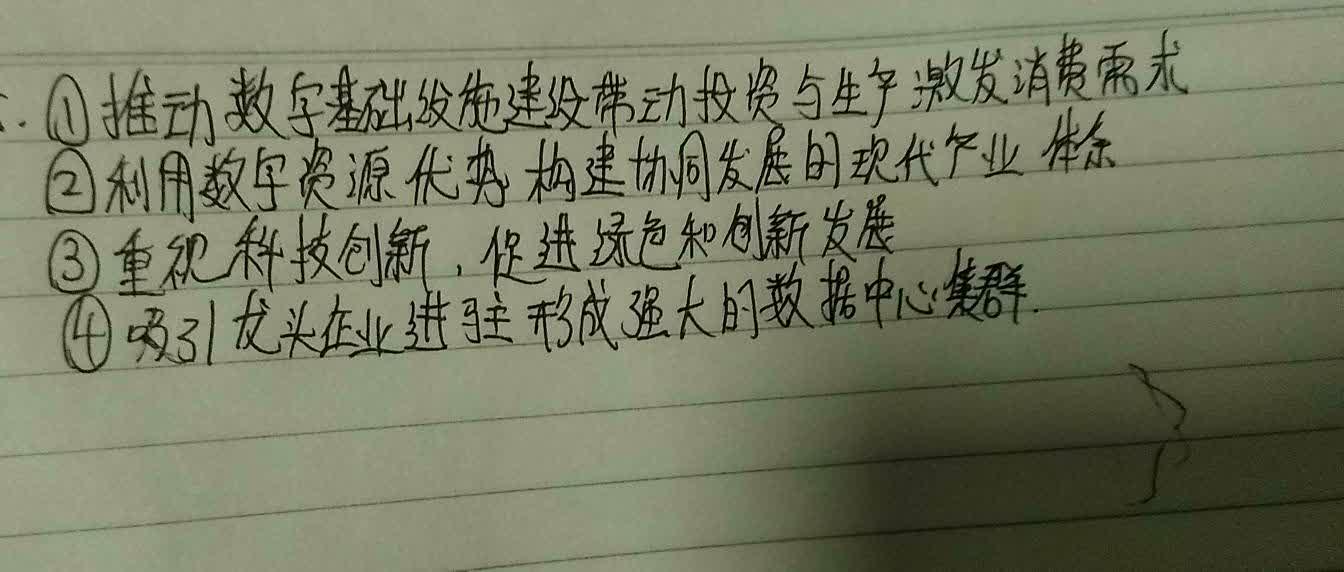 ①推动数字基础设施建设带动投资与生产激发消费需求
②利用数字资源优势构建协同发展的现代产业体系
③重视科技创新，促进绿色和创新发展
④吸引龙头企业进驻形成强大的数据中心集群.